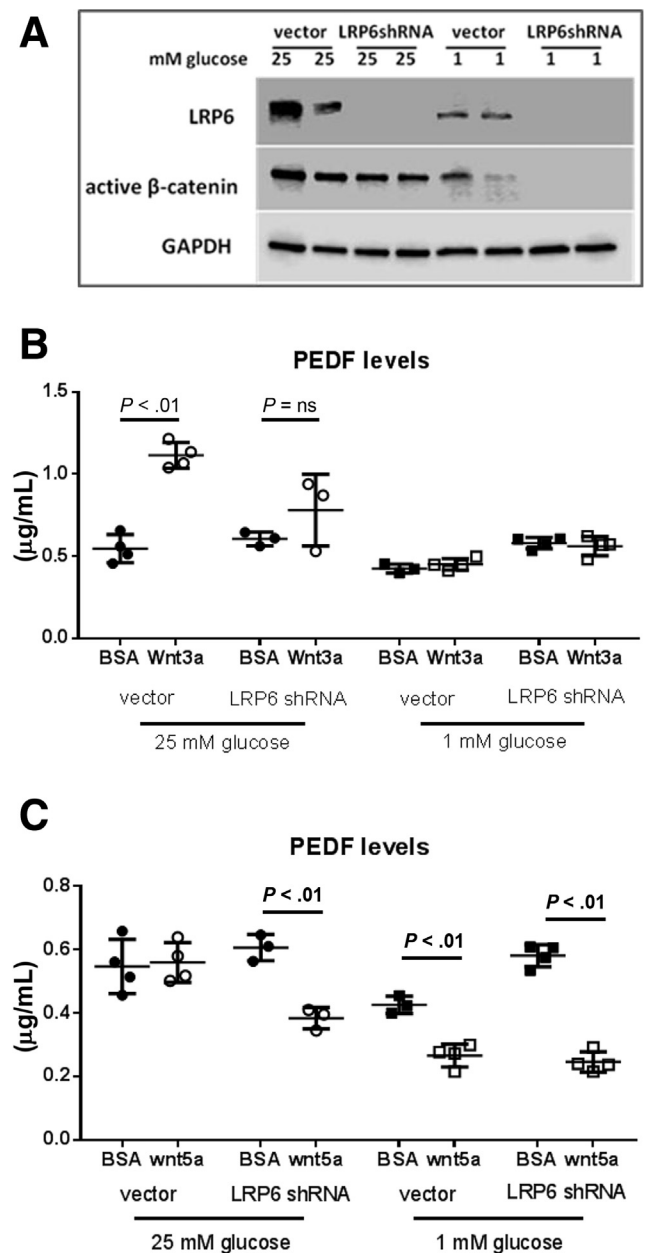 A
vector LRP6shRNA vector LRP6shRNA
mM glucose 25 25 25 25 1 1 1 1
LRP6
active β-catenin
GAPDH
B
PEDF levels
P < .01 P = ns
(μg/mL)
1.5
1.0
0.5
0.0
BSA Wnt3a BSA Wnt3a BSA Wnt3a BSA Wnt3a
vector LRP6 shRNA vector LRP6 shRNA
25 mM glucose 1 mM glucose
C
PEDF levels
P < .01 P < .01 P < .01
(μg/mL)
0.8
0.6
0.4
0.2
0.0
BSA wnt5a BSA wnt5a BSA wnt5a BSA wnt5a
vector LRP6 shRNA vector LRP6 shRNA
25 mM glucose 1 mM glucose